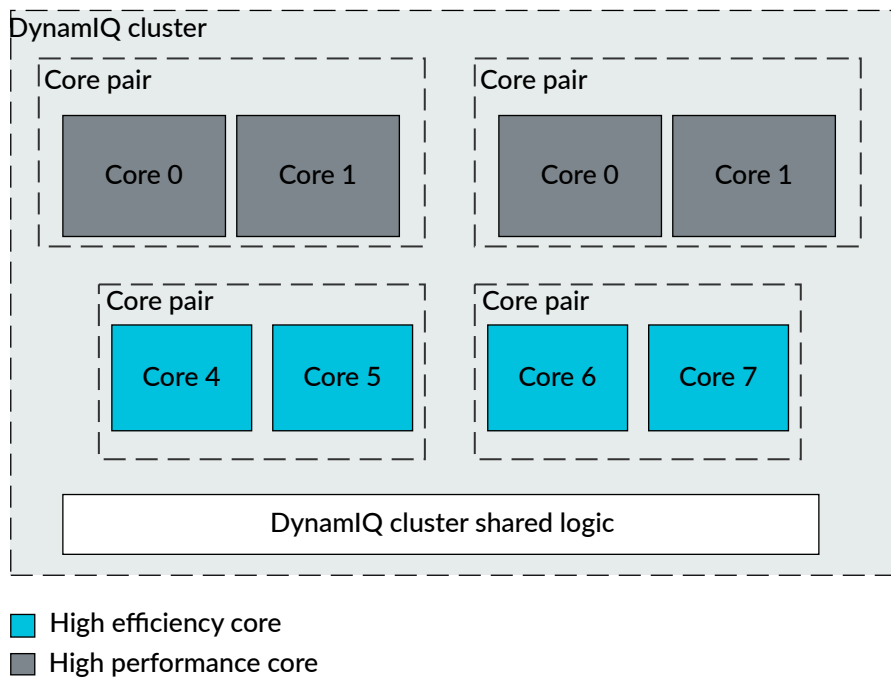 DynamIQ cluster
Core pair
Core 0
Core 1
Core pair
Core 0
Core 1
Core pair
Core 4
Core 5
Core pair
Core 6
Core 7
DynamIQ cluster shared logic
High efficiency core
High performance core